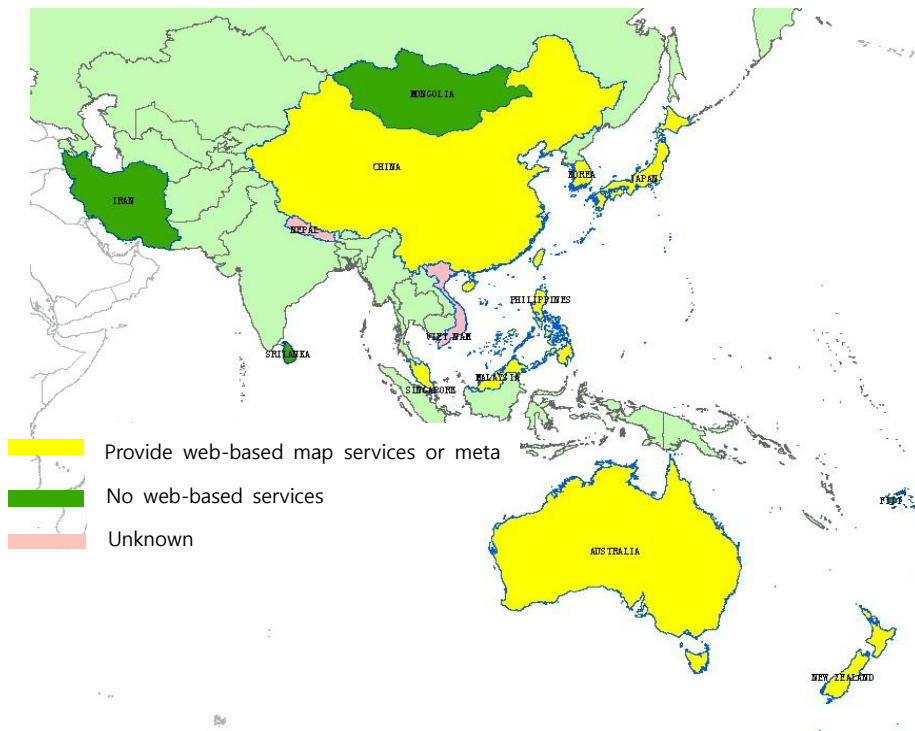 MONGOLIA
CHINA
KOREA
JAPAN
IRAN
NEPAL
PHILIPPINES
VIET NAM
SRI LANKA
MALAYSIA
SINGAPORE
Provide web-based map services or meta
No web-based services
Unknown
FIJI
AUSTRALIA
NEW ZEALAND